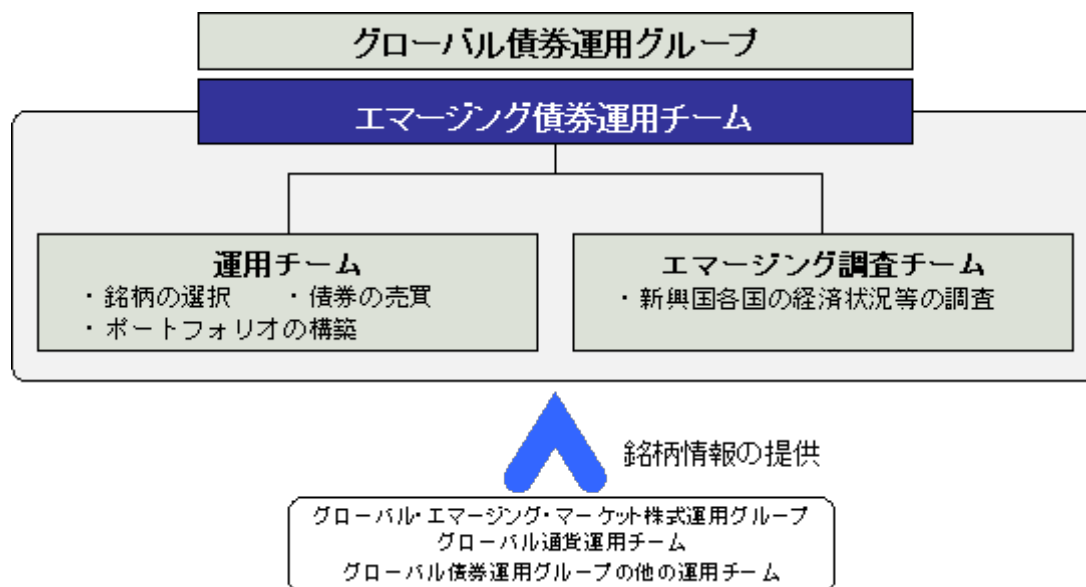 グローバル債券運用グループ
エマージング債券運用チーム
運用チーム
・銘柄の選択　・債券の売買
・ポートフォリオの構築
エマージング調査チーム
・新興国各国の経済状況等の調査
銘柄情報の提供
グローバル・エマージング・マーケット株式運用グループ
グローバル通貨運用チーム
グローバル債券運用グループの他の運用チーム